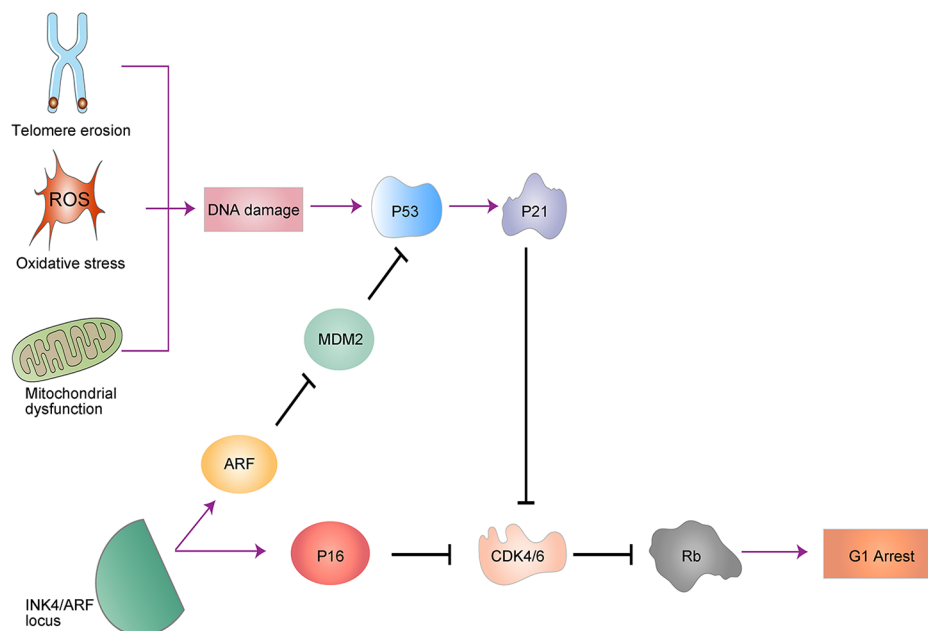 Telomere erosion
ROS
Oxidative stress
DNA damage
P53
P21
MDM2
Mitochondrial
dysfunction
ARF
P16
CDK4/6
Rb
G1 Arrest
INK4/ARF
locus